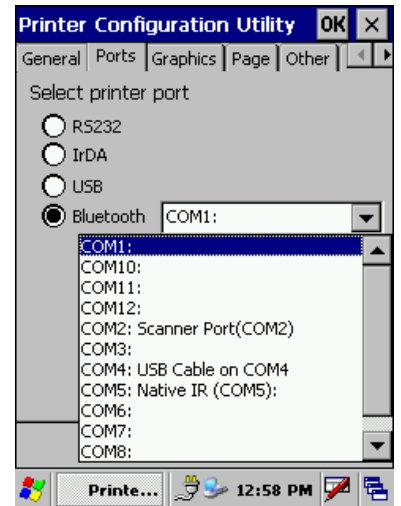 Printer Configuration Utility OK
General Ports Graphics Page Other
Select printer port
RS232
IrDA
USB
Bluetooth COM1:
COM1:
COM10:
COM11:
COM12:
COM2: Scanner Port(COM2)
COM3:
COM4: USB Cable on COM4
COM5: Native IR (COM5):
COM6:
COM7:
COM8:
Printe... 12:58 PM